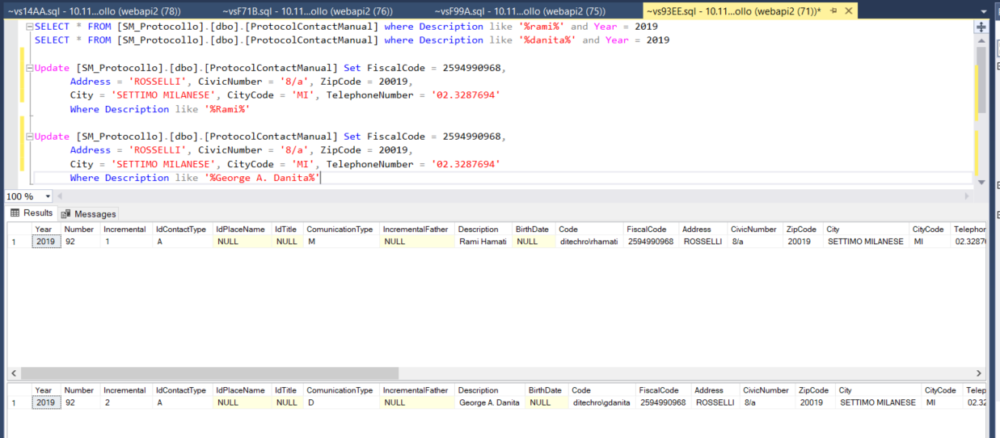 ~vs14AA.sql - 10.11...ollo (webapi2 (78)) ~vsF71B.sql - 10.11...ollo (webapi2 (76)) ~vsF99A.sql - 10.11...ollo (webapi2 (75)) ~vs93EE.sql - 10.11...ollo (webapi2 (71))*
SELECT * FROM [SM_Protocollo].[dbo].[ProtocolContactManual] where Description like '%rami%' and Year = 2019
SELECT * FROM [SM_Protocollo].[dbo].[ProtocolContactManual] where Description like '%danita%' and Year = 2019
Update [SM_Protocollo].[dbo].[ProtocolContactManual] Set FiscalCode = 2594990968,
Address = 'ROSSELLI', CivicNumber = '8/a', ZipCode = 20019,
City = 'SETTIMO MILANESE', CityCode = 'MI', TelephoneNumber = '02.3287694'
Where Description like '%Rami%'
Update [SM_Protocollo].[dbo].[ProtocolContactManual] Set FiscalCode = 2594990968,
Address = 'ROSSELLI', CivicNumber = '8/a', ZipCode = 20019,
City = 'SETTIMO MILANESE', CityCode = 'MI', TelephoneNumber = '02.3287694'
Where Description like '%George A. Danita%'
100 %
Results Messages
Year Number Incremental IdContactType IdPlaceName IdTitle ComunicationType IncrementalFather Description BirthDate Code FiscalCode Address CivicNumber ZipCode City CityCode Telephor
1 2019 92 1 A NULL NULL M NULL Rami Hamati NULL ditechro\rhamati 2594990968 ROSSELLI 8/a 20019 SETTIMO MILANESE MI 02.3287(
Year Number Incremental IdContactType IdPlaceName IdTitle ComunicationType IncrementalFather Description BirthDate Code FiscalCode Address CivicNumber ZipCode City CityCode Telep
1 2019 92 2 A NULL NULL D NULL George A. Danita NULL ditechro\gdanita 2594990968 ROSSELLI 8/a 20019 SETTIMO MILANESE MI 02.32